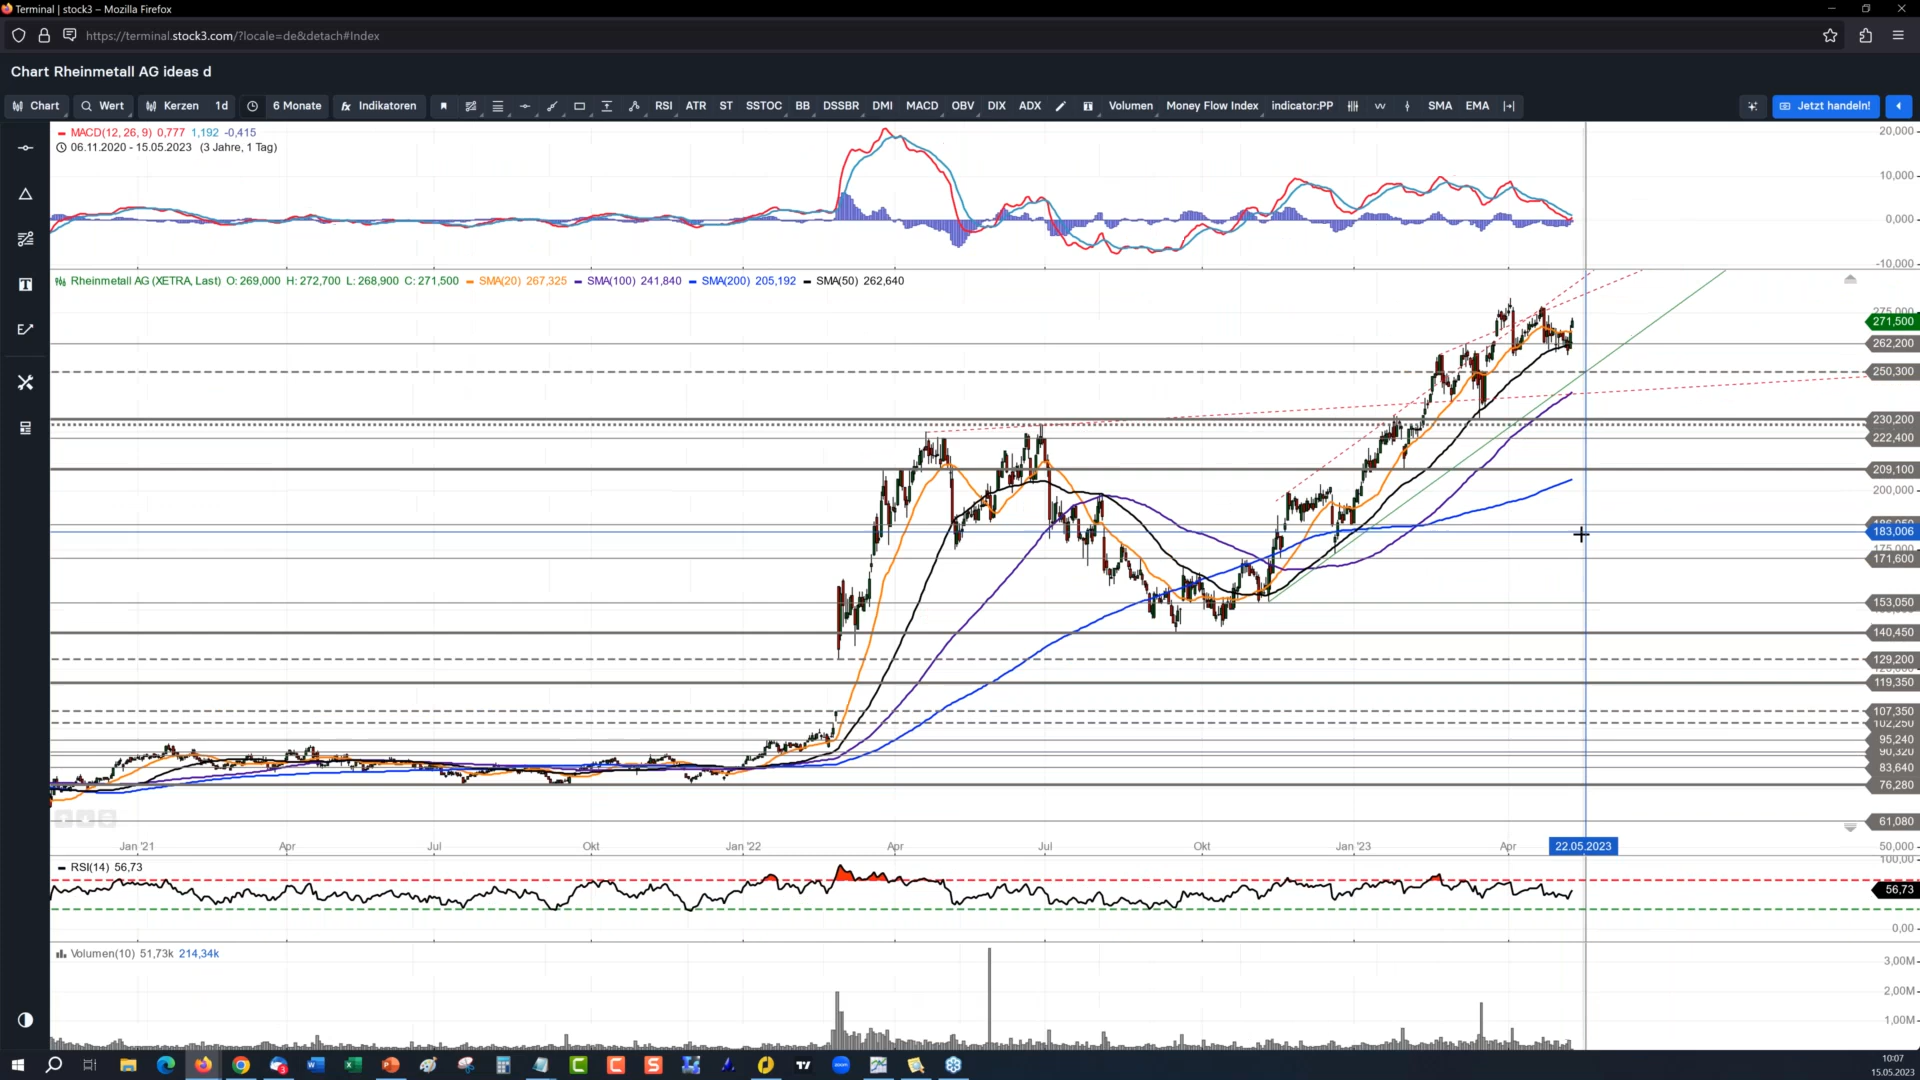 Terminal | stock3 – Mozilla Firefox
https://terminal.stock3.com/?locale=de&detach#Index
Chart Rheinmetall AG ideas d
Chart Wert Kerzen 1d 6 Monate fx Indikatoren RSI ATR ST SSTOC BB DSSBR DMI MACD OBV DIX ADX Volumen Money Flow Index indicator:PP SMA EMA Jetzt handeln!
MACD(12, 26, 9) 0,777 1,192 -0,415
06.11.2020 - 15.05.2023 (3 Jahre, 1 Tag)
20,000
10,000
0,000
-10,000
Rheinmetall AG (XETRA, Last) O: 269,000 H: 272,700 L: 268,900 C: 271,500 SMA(20) 267,325 SMA(100) 241,840 SMA(200) 205,192 SMA(50) 262,640
271,500
262,200
250,300
230,200
222,400
209,100
200,000
183,006
171,600
153,050
140,450
129,200
119,350
107,350
102,250
95,240
90,320
83,640
76,280
61,080
50,000
Jan '21 Apr Jul Okt Jan '22 Apr Jul Okt Jan '23 Apr 22.05.2023
RSI(14) 56,73
100,00
56,73
0,00
Volumen(10) 51,73k 214,34k
3,00M
2,00M
1,00M
10:07
15.05.2023